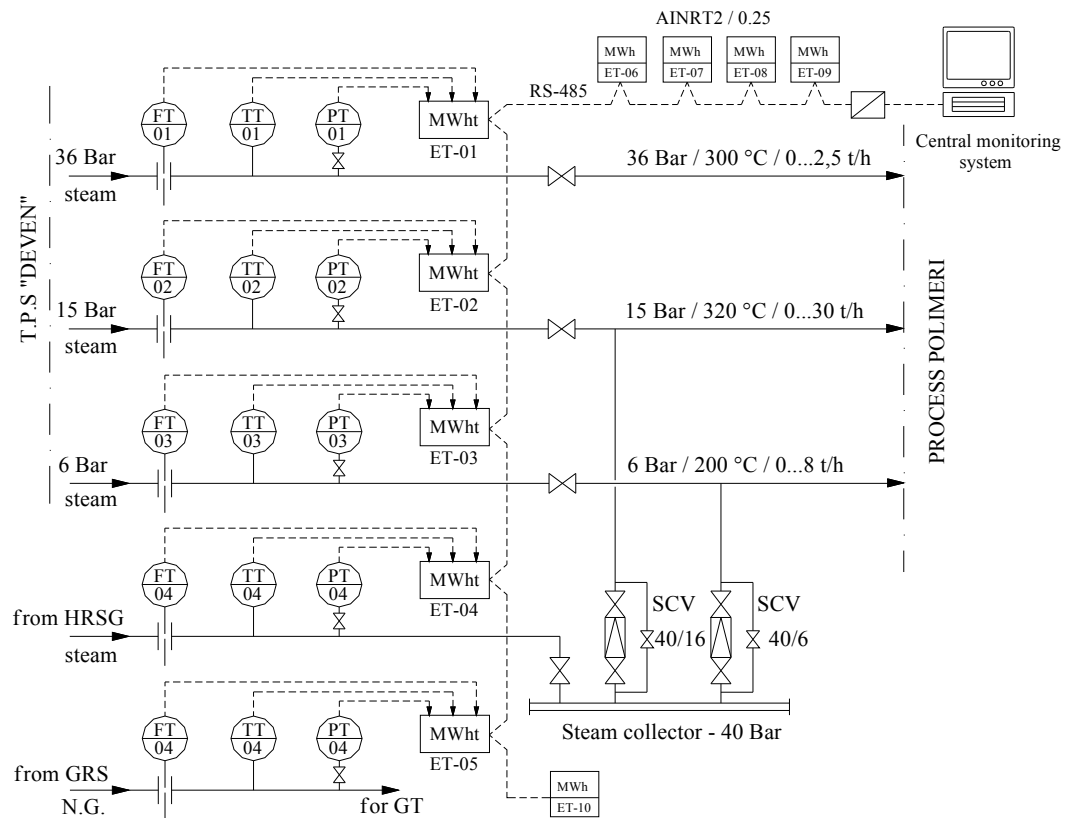 AINRT2 / 0.25
MWh
ET-06
MWh
ET-07
MWh
ET-08
MWh
ET-09
RS-485
Central monitoring
system
T.P.S "DEVEN"
PROCESS POLIMERI
FT
01
TT
01
PT
01
MWht
ET-01
36 Bar
steam
36 Bar / 300 °C / 0...2,5 t/h
FT
02
TT
02
PT
02
MWht
ET-02
15 Bar
steam
15 Bar / 320 °C / 0...30 t/h
FT
03
TT
03
PT
03
MWht
ET-03
6 Bar
steam
6 Bar / 200 °C / 0...8 t/h
FT
04
TT
04
PT
04
MWht
ET-04
from HRSG
steam
SCV
40/16
SCV
40/6
Steam collector - 40 Bar
FT
04
TT
04
PT
04
MWht
ET-05
from GRS
N.G.
for GT
MWh
ET-10